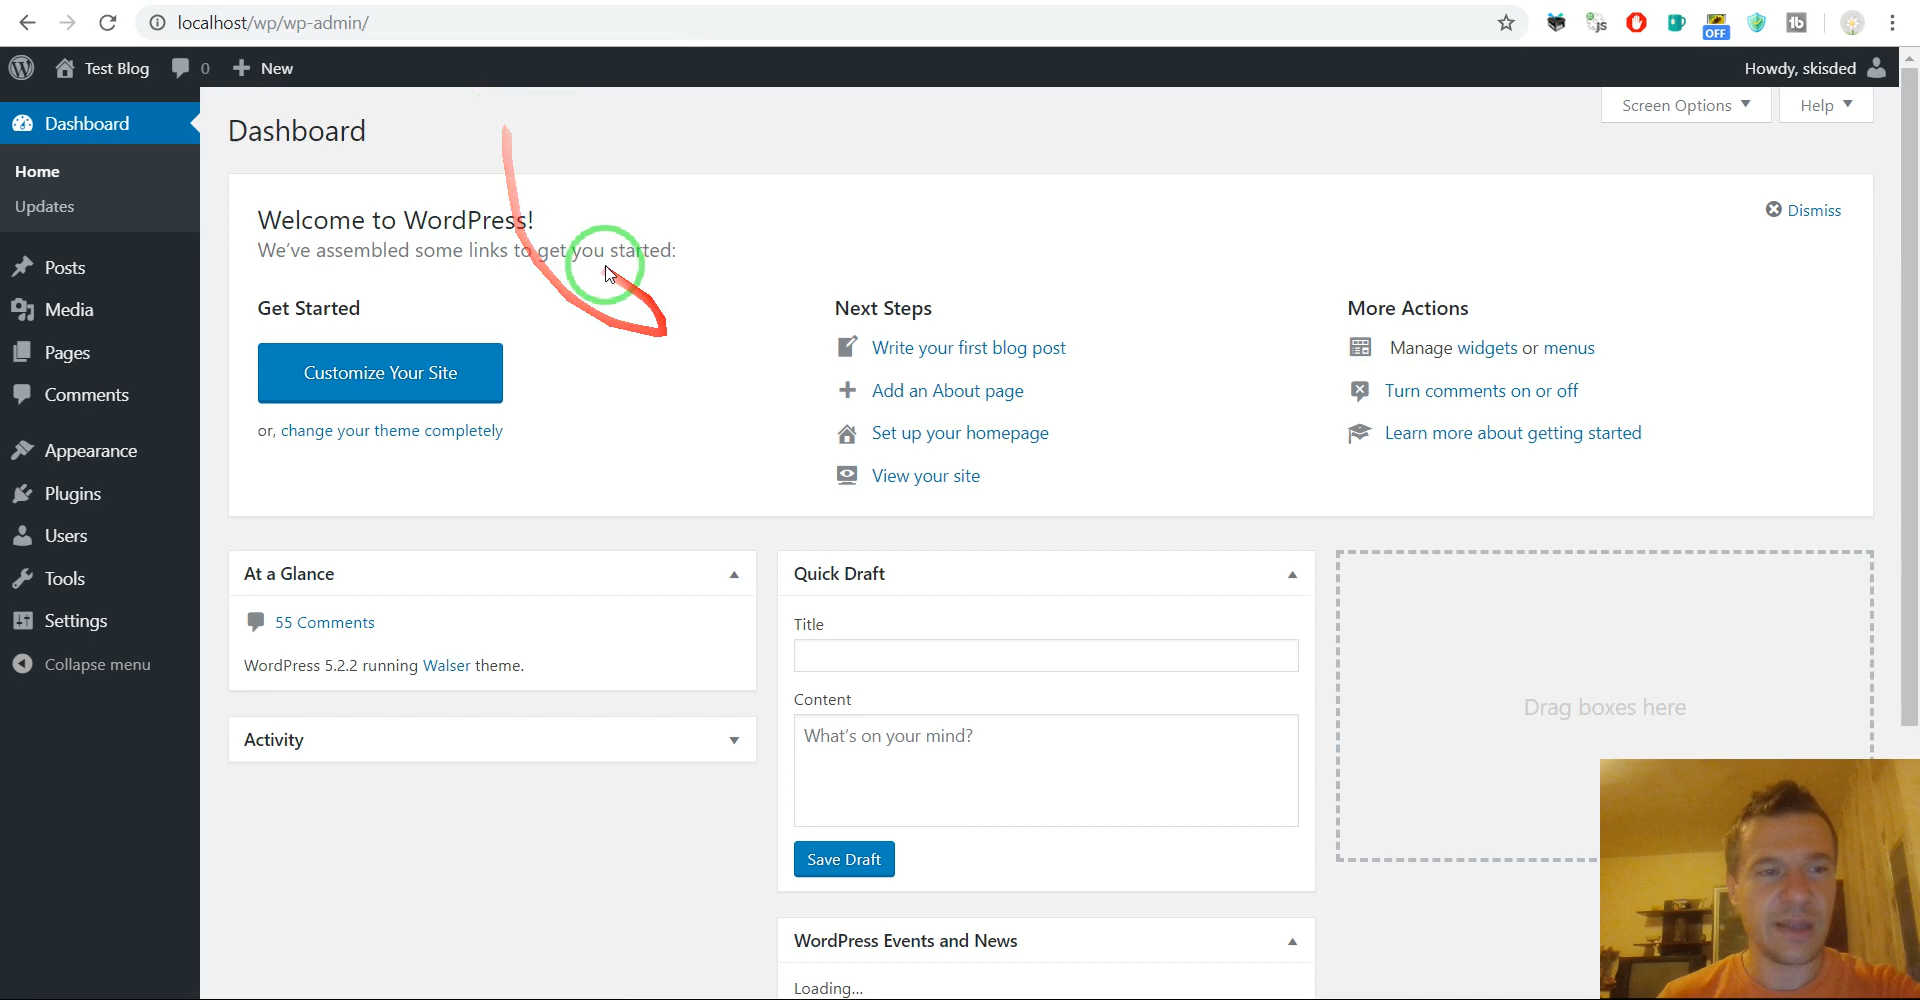 localhost/wp/wp-admin/
js
OFF
Test Blog 0 New
Howdy, skisded
Dashboard
Home
Updates
Posts
Media
Pages
Comments
Appearance
Plugins
Users
Tools
Settings
Collapse menu
Dashboard
Screen Options
Help
Welcome to WordPress!
We've assembled some links to get you started:
Dismiss
Get Started
Customize Your Site
or, change your theme completely
Next Steps
Write your first blog post
Add an About page
Set up your homepage
View your site
More Actions
Manage widgets or menus
Turn comments on or off
Learn more about getting started
At a Glance
55 Comments
WordPress 5.2.2 running Walser theme.
Activity
Quick Draft
Title
Content
What's on your mind?
Save Draft
WordPress Events and News
Loading...
Drag boxes here